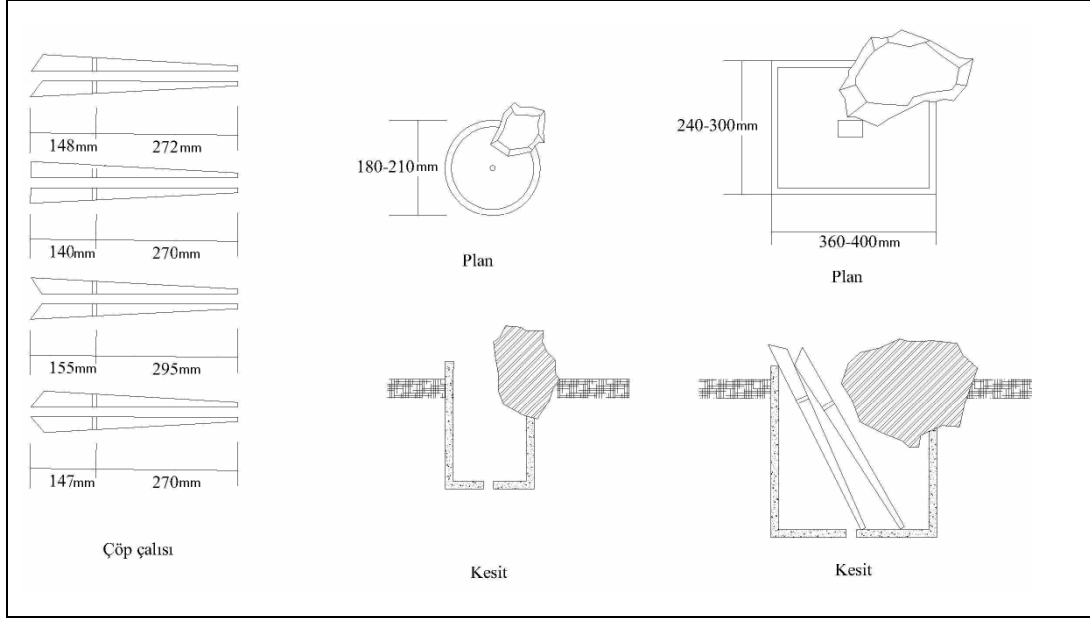 148mm 272mm
140mm 270mm
155mm 295mm
147mm 270mm
Çöp çalısı
180-210mm
Plan
Kesit
240-300mm
360-400mm
Plan
Kesit